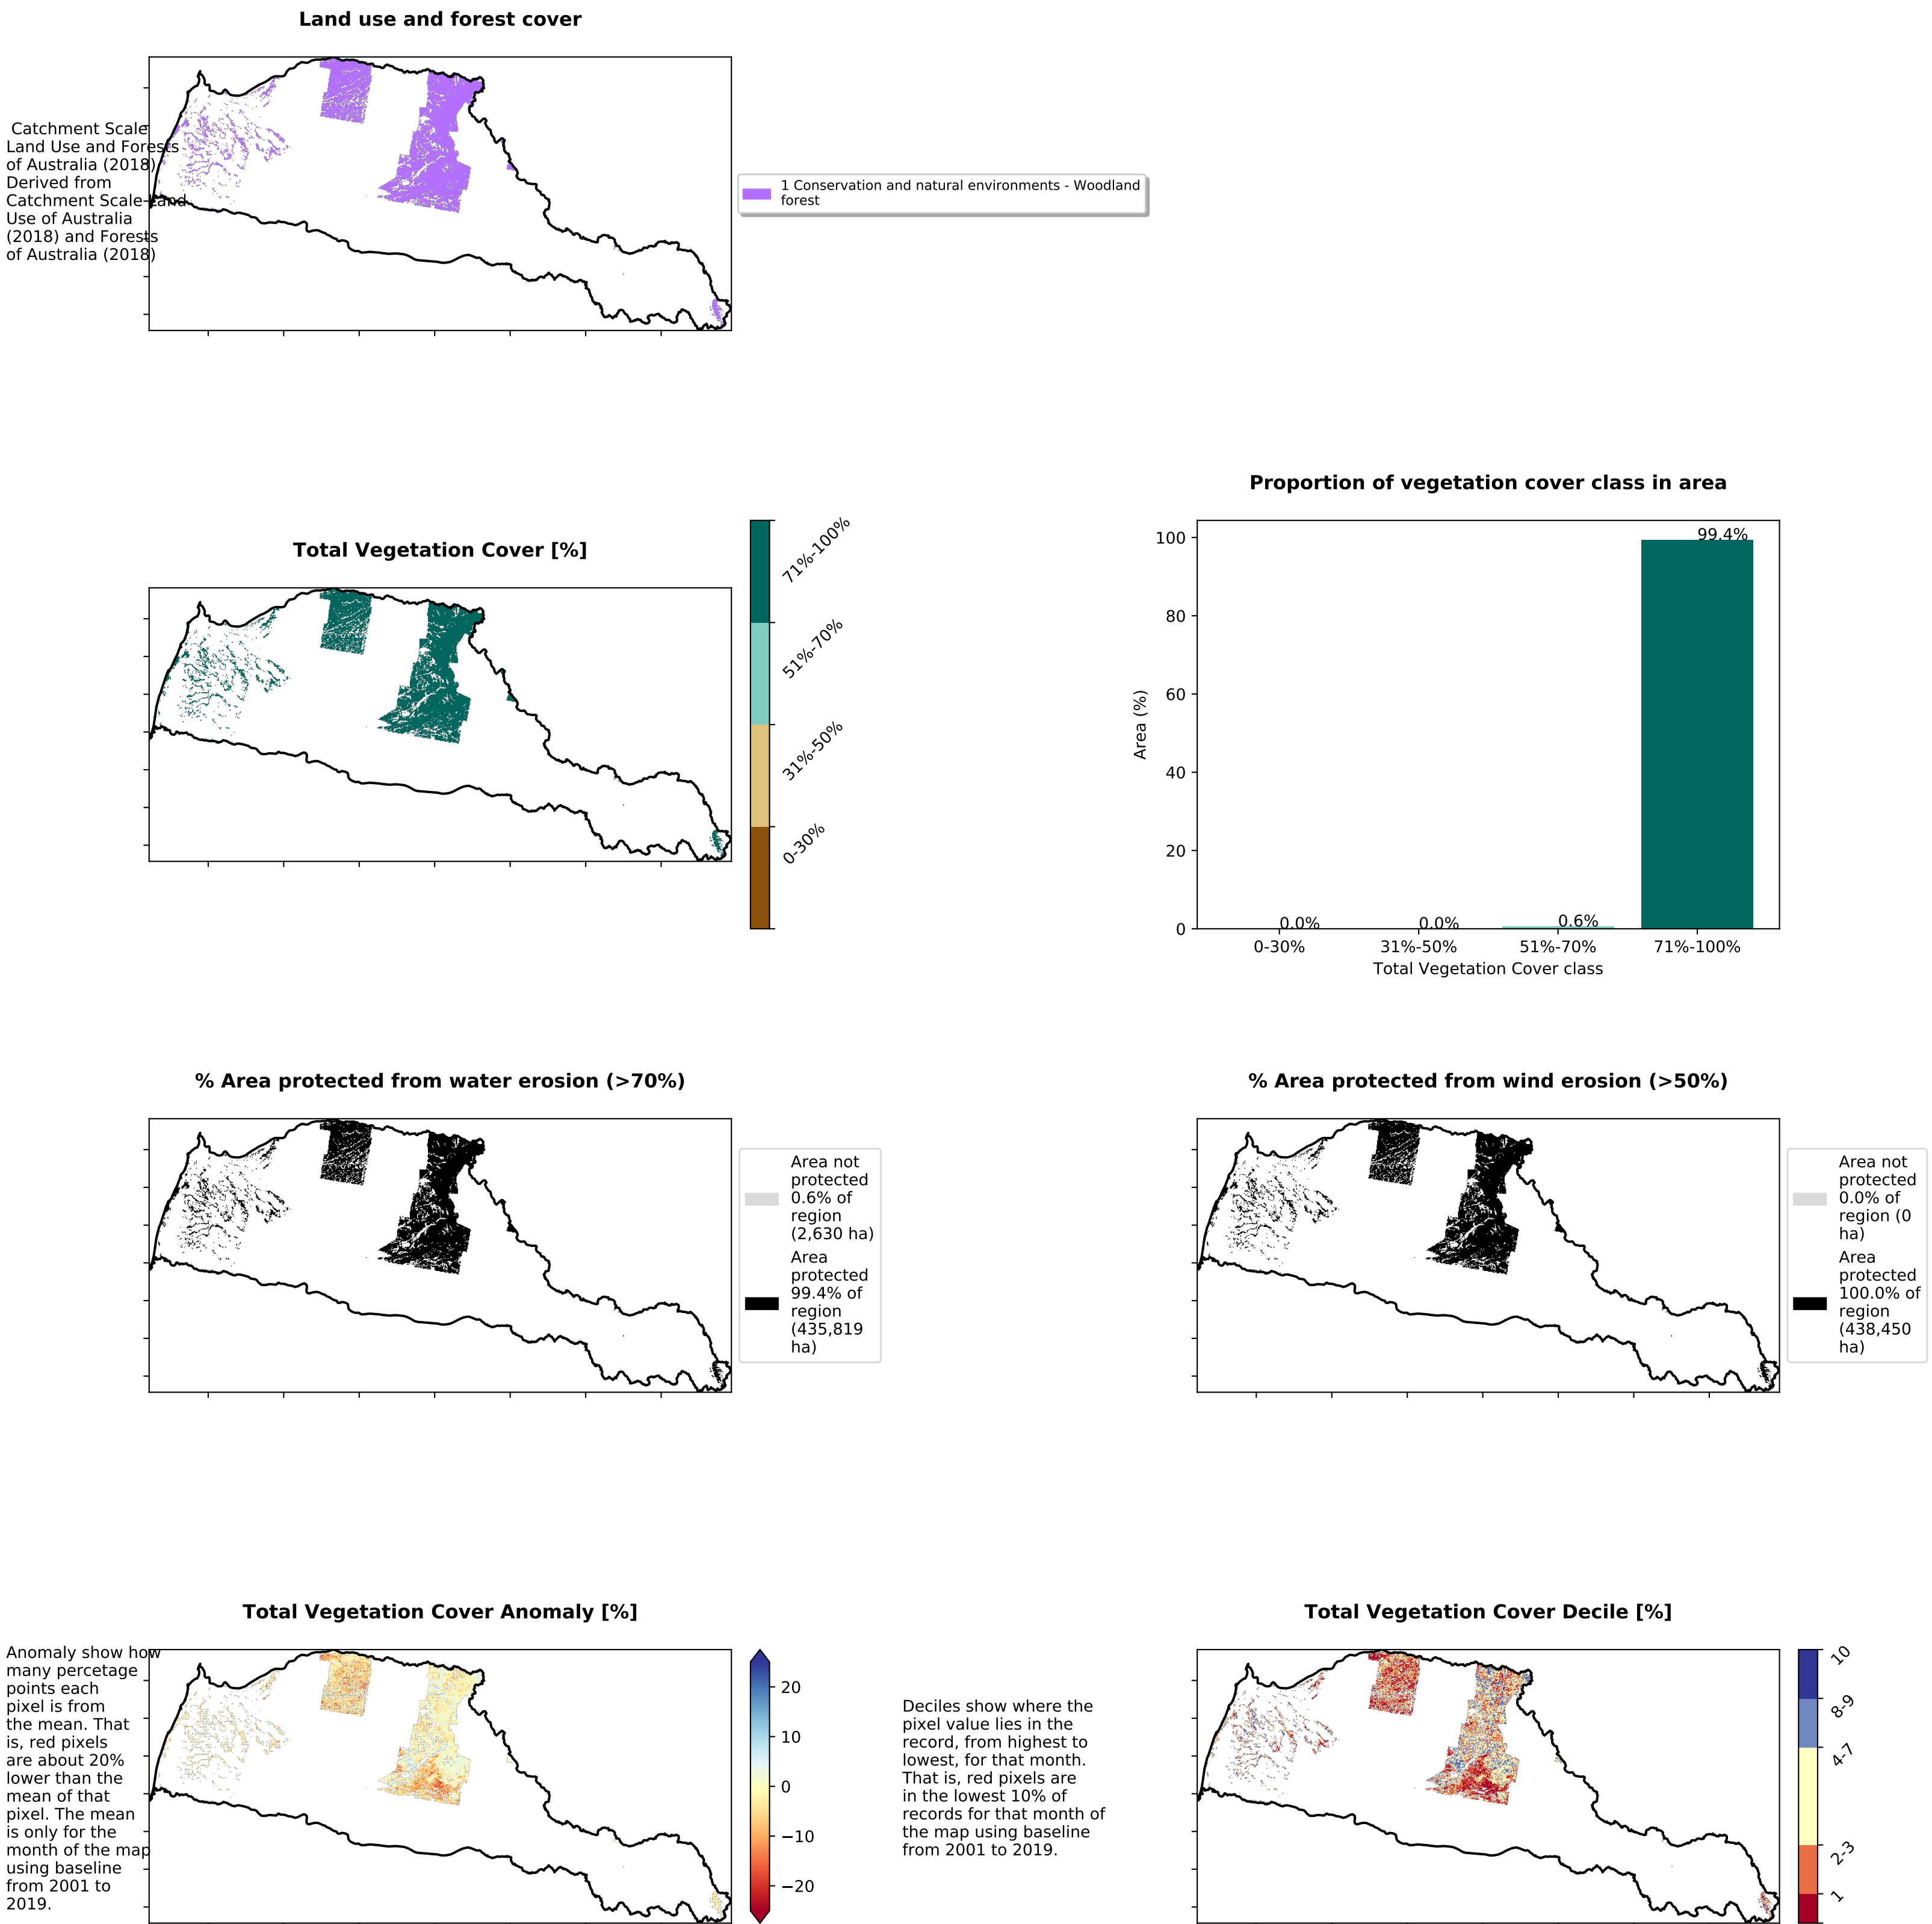 Land use and forest cover
Catchment Scale
Land Use and Forests
of Australia (2018)
Derived from
Catchment Scale Land
Use of Australia
(2018) and Forests
of Australia (2018)
1 Conservation and natural environments - Woodland
forest
Total Vegetation Cover [%]
71%-100%
51%-70%
31%-50%
0-30%
Proportion of vegetation cover class in area
Area (%)
100
80
60
40
20
0
0.0%
0.0%
0.6%
99.4%
0-30%
31%-50%
51%-70%
71%-100%
Total Vegetation Cover class
% Area protected from water erosion (>70%)
Area not
protected
0.6% of
region
(2,630 ha)
Area
protected
99.4% of
region
(435,819
ha)
% Area protected from wind erosion (>50%)
Area not
protected
0.0% of
region (0
ha)
Area
protected
100.0% of
region
(438,450
ha)
Total Vegetation Cover Anomaly [%]
Anomaly show how
many percetage
points each
pixel is from
the mean. That
is, red pixels
are about 20%
lower than the
mean of that
pixel. The mean
is only for the
month of the map
using baseline
from 2001 to
2019.
20
10
0
−10
−20
Total Vegetation Cover Decile [%]
Deciles show where the
pixel value lies in the
record, from highest to
lowest, for that month.
That is, red pixels are
in the lowest 10% of
records for that month of
the map using baseline
from 2001 to 2019.
10
8-9
4-7
2-3
1